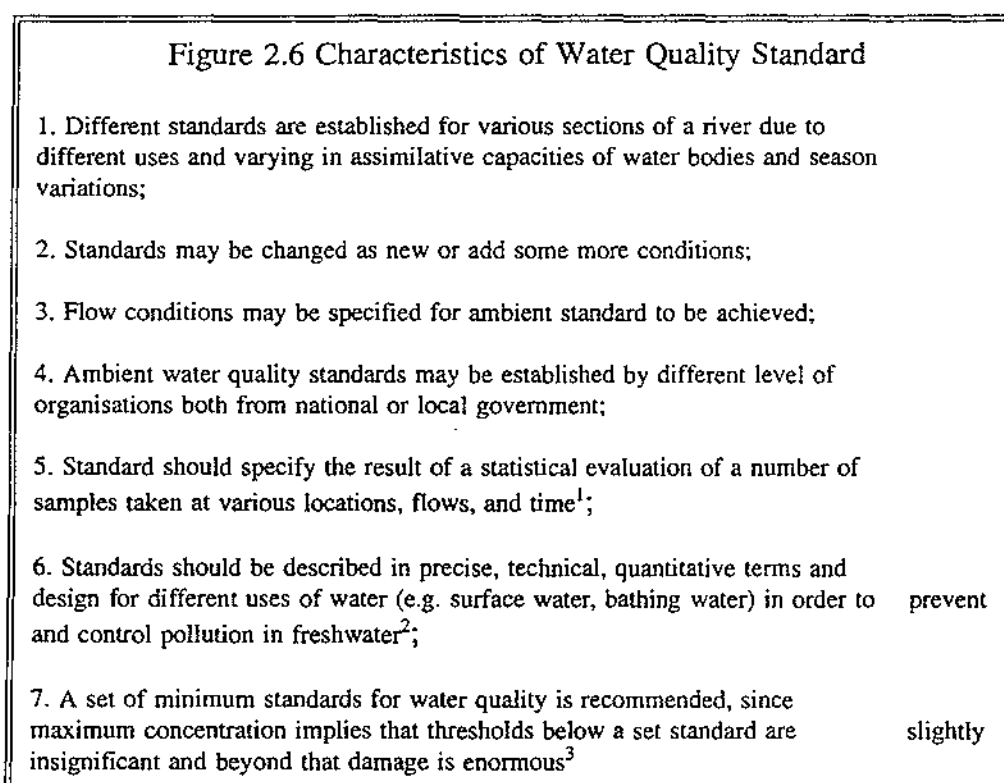 Figure 2.6 Characteristics of Water Quality Standard
1. Different standards are established for various sections of a river due to
different uses and varying in assimilative capacities of water bodies and season
variations;
2. Standards may be changed as new or add some more conditions;
3. Flow conditions may be specified for ambient standard to be achieved;
4. Ambient water quality standards may be established by different level of
organisations both from national or local government;
5. Standard should specify the result of a statistical evaluation of a number of
samples taken at various locations, flows, and time¹;
6. Standards should be described in precise, technical, quantitative terms and
design for different uses of water (e.g. surface water, bathing water) in order to prevent
and control pollution in freshwater²;
7. A set of minimum standards for water quality is recommended, since
maximum concentration implies that thresholds below a set standard are slightly
insignificant and beyond that damage is enormous³